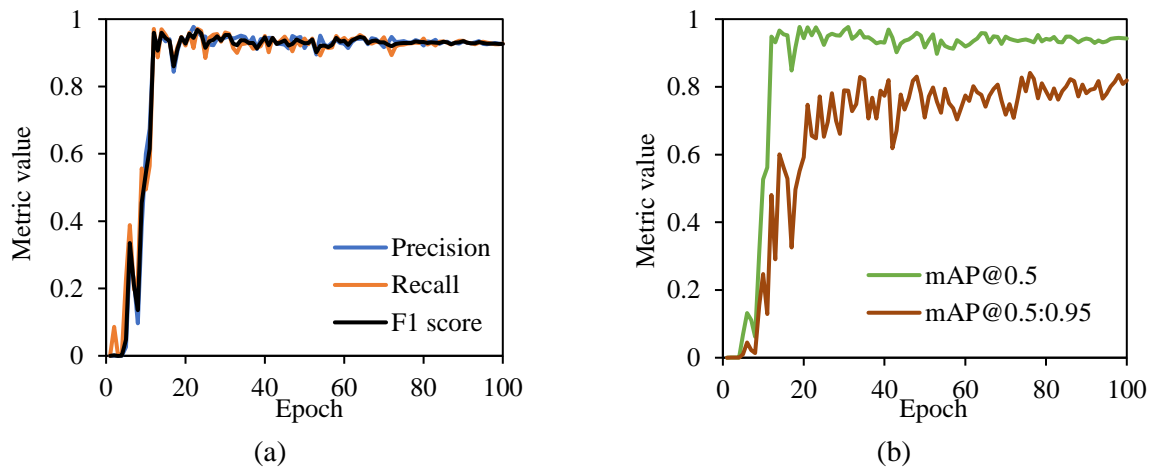 1
0.8
0.6
0.4
0.2
0
Metric value
Precision
Recall
F1 score
0 20 40 60 80 100
Epoch
(a)
1
0.8
0.6
0.4
0.2
0
Metric value
mAP@0.5
mAP@0.5:0.95
0 20 40 60 80 100
Epoch
(b)